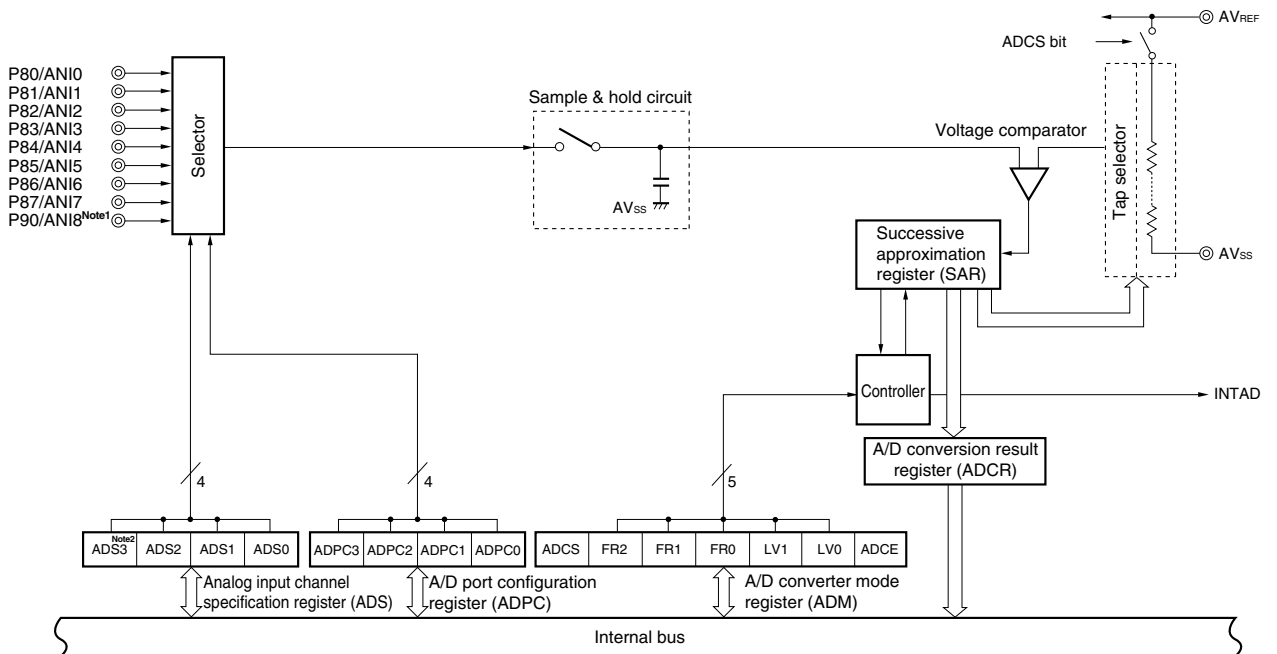 AVREF
ADCS bit
P80/ANI0
P81/ANI1
P82/ANI2
P83/ANI3
P84/ANI4
P85/ANI5
P86/ANI6
P87/ANI7
P90/ANI8Note1
Selector
Sample & hold circuit
AVSS
Voltage comparator
Tap selector
AVSS
Successive
approximation
register (SAR)
Controller
INTAD
A/D conversion result
register (ADCR)
4
4
5
ADS3Note2 ADS2 ADS1 ADS0
ADPC3 ADPC2 ADPC1 ADPC0
ADCS FR2 FR1 FR0 LV1 LV0 ADCE
Analog input channel
specification register (ADS)
A/D port configuration
register (ADPC)
A/D converter mode
register (ADM)
Internal bus